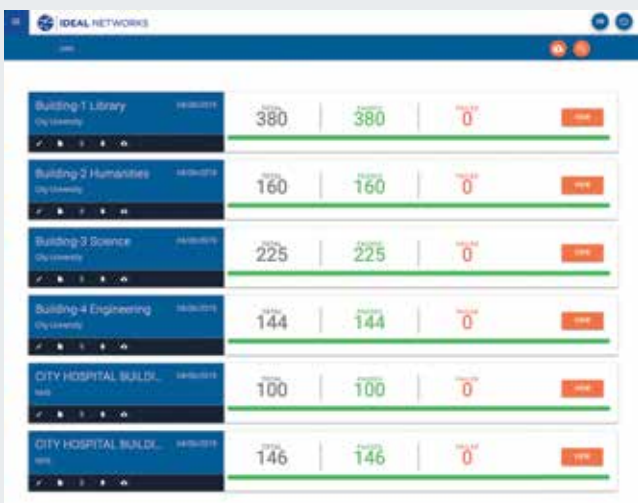 IDEAL NETWORKS
JOBS
Building-1 Library
City University
TOTAL
380
PASSED
380
FAILED
0
VIEW
Building-2 Humanities
City University
TOTAL
160
PASSED
160
FAILED
0
VIEW
Building-3 Science
City University
TOTAL
225
PASSED
225
FAILED
0
VIEW
Building-4 Engineering
City University
TOTAL
144
PASSED
144
FAILED
0
VIEW
CITY HOSPITAL BUILDI...
TOTAL
100
PASSED
100
FAILED
0
VIEW
CITY HOSPITAL BUILDI...
TOTAL
146
PASSED
146
FAILED
0
VIEW